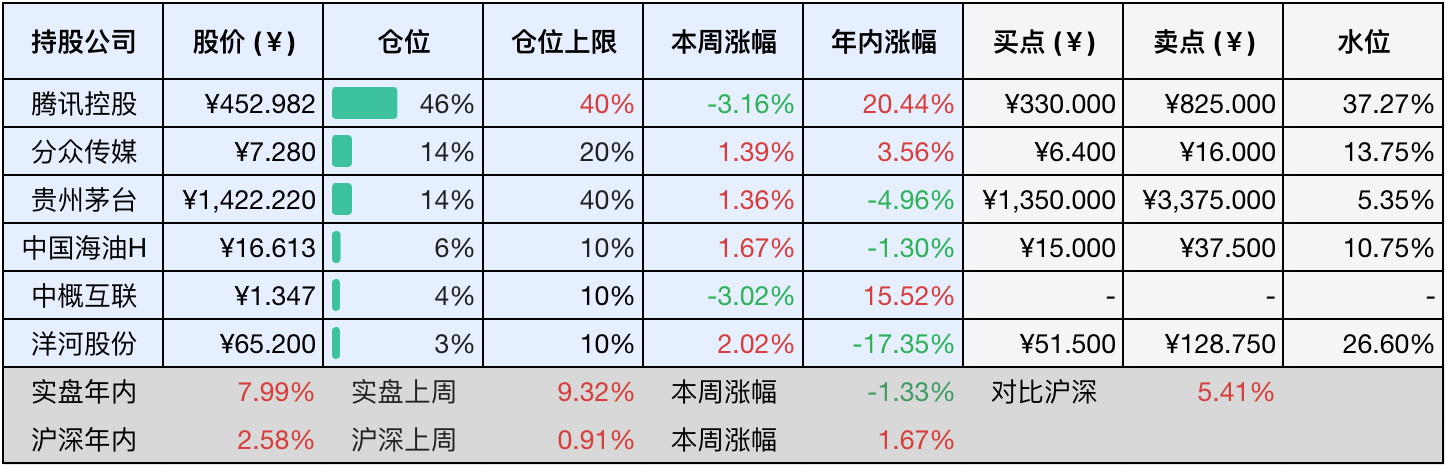 持股公司 股价 (¥) 仓位 仓位上限 本周涨幅 年内涨幅 买点 (¥) 卖点 (¥) 水位
腾讯控股 ¥452.982 46% 40% -3.16% 20.44% ¥330.000 ¥825.000 37.27%
分众传媒 ¥7.280 14% 20% 1.39% 3.56% ¥6.400 ¥16.000 13.75%
贵州茅台 ¥1,422.220 14% 40% 1.36% -4.96% ¥1,350.000 ¥3,375.000 5.35%
中国海油H ¥16.613 6% 10% 1.67% -1.30% ¥15.000 ¥37.500 10.75%
中概互联 ¥1.347 4% 10% -3.02% 15.52% - - -
洋河股份 ¥65.200 3% 10% 2.02% -17.35% ¥51.500 ¥128.750 26.60%
实盘年内 7.99% 实盘上周 9.32% 本周涨幅 -1.33% 对比沪深 5.41%
沪深年内 2.58% 沪深上周 0.91% 本周涨幅 1.67%